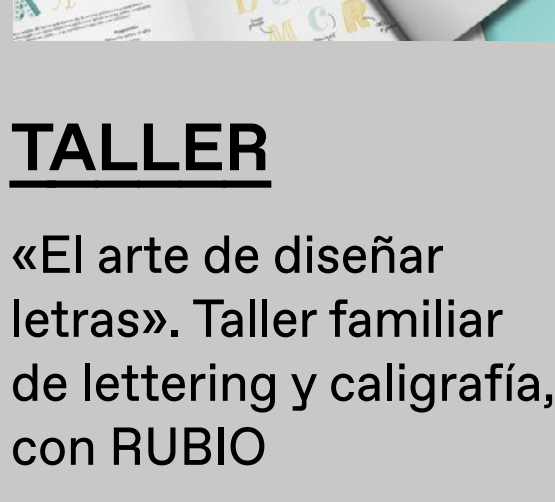 TALLER
«El arte de diseñar
letras». Taller familiar
de lettering y caligrafía,
con RUBIO